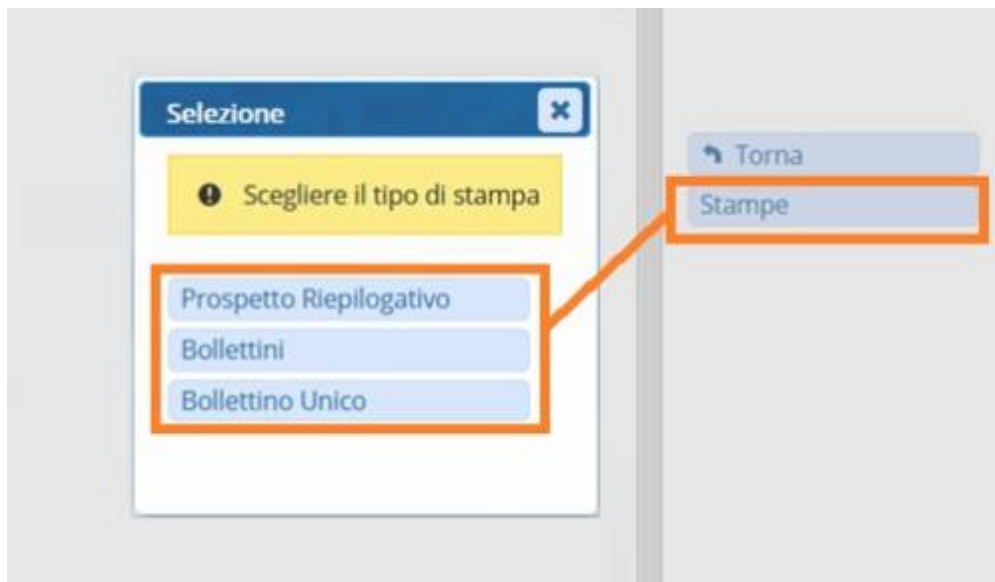 Selezione
Scegliere il tipo di stampa
Prospetto Riepilogativo
Bollettini
Bollettino Unico
Torna
Stampe